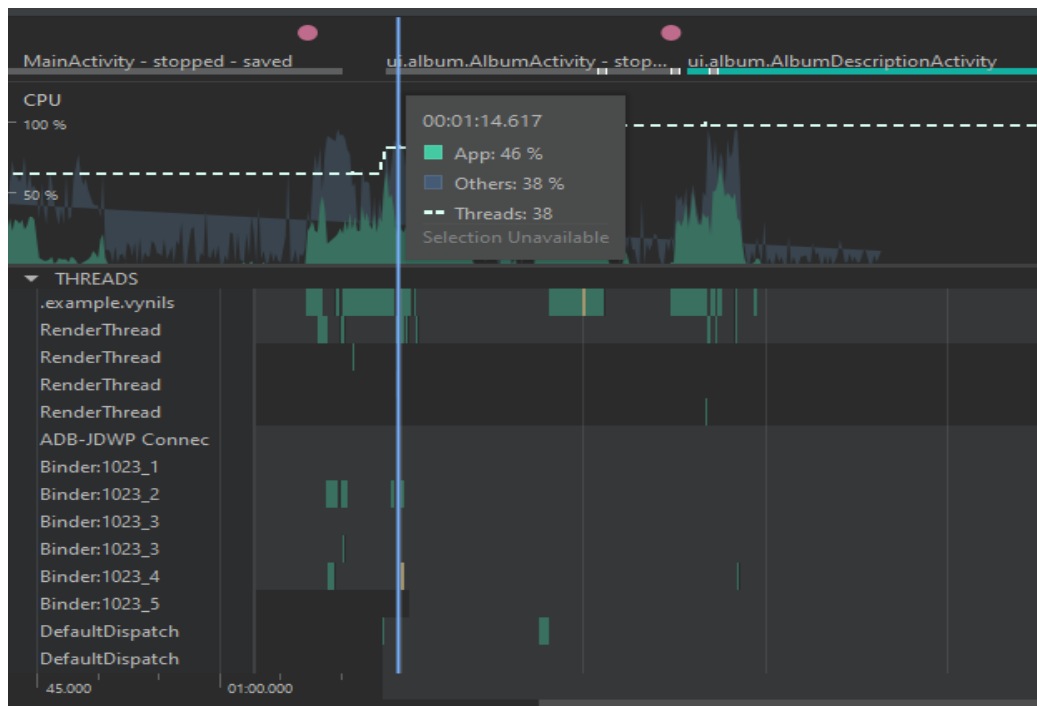 MainActivity - stopped - saved
ui.album.AlbumActivity - stop...
ui.album.AlbumDescriptionActivity
CPU
100 %
50 %
00:01:14.617
App: 46 %
Others: 38 %
Threads: 38
Selection Unavailable
THREADS
.example.vynils
RenderThread
RenderThread
RenderThread
RenderThread
ADB-JDWP Connec
Binder:1023_1
Binder:1023_2
Binder:1023_3
Binder:1023_3
Binder:1023_4
Binder:1023_5
DefaultDispatch
DefaultDispatch
45.000
01:00.000